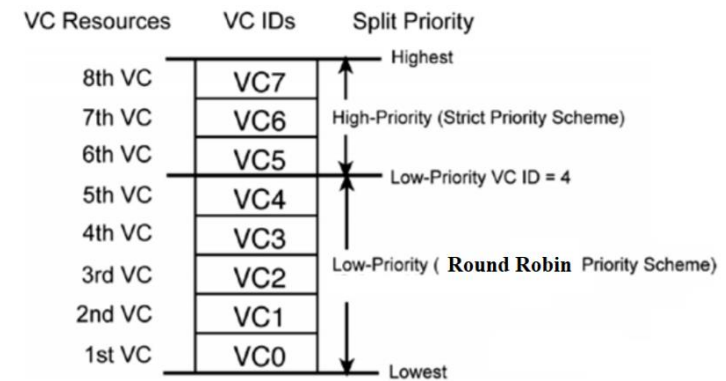 VC Resources VC IDs Split Priority
Highest
8th VC VC7
7th VC VC6 High-Priority (Strict Priority Scheme)
6th VC VC5
Low-Priority VC ID = 4
5th VC VC4
4th VC VC3
Low-Priority ( Round Robin Priority Scheme)
3rd VC VC2
2nd VC VC1
1st VC VC0
Lowest